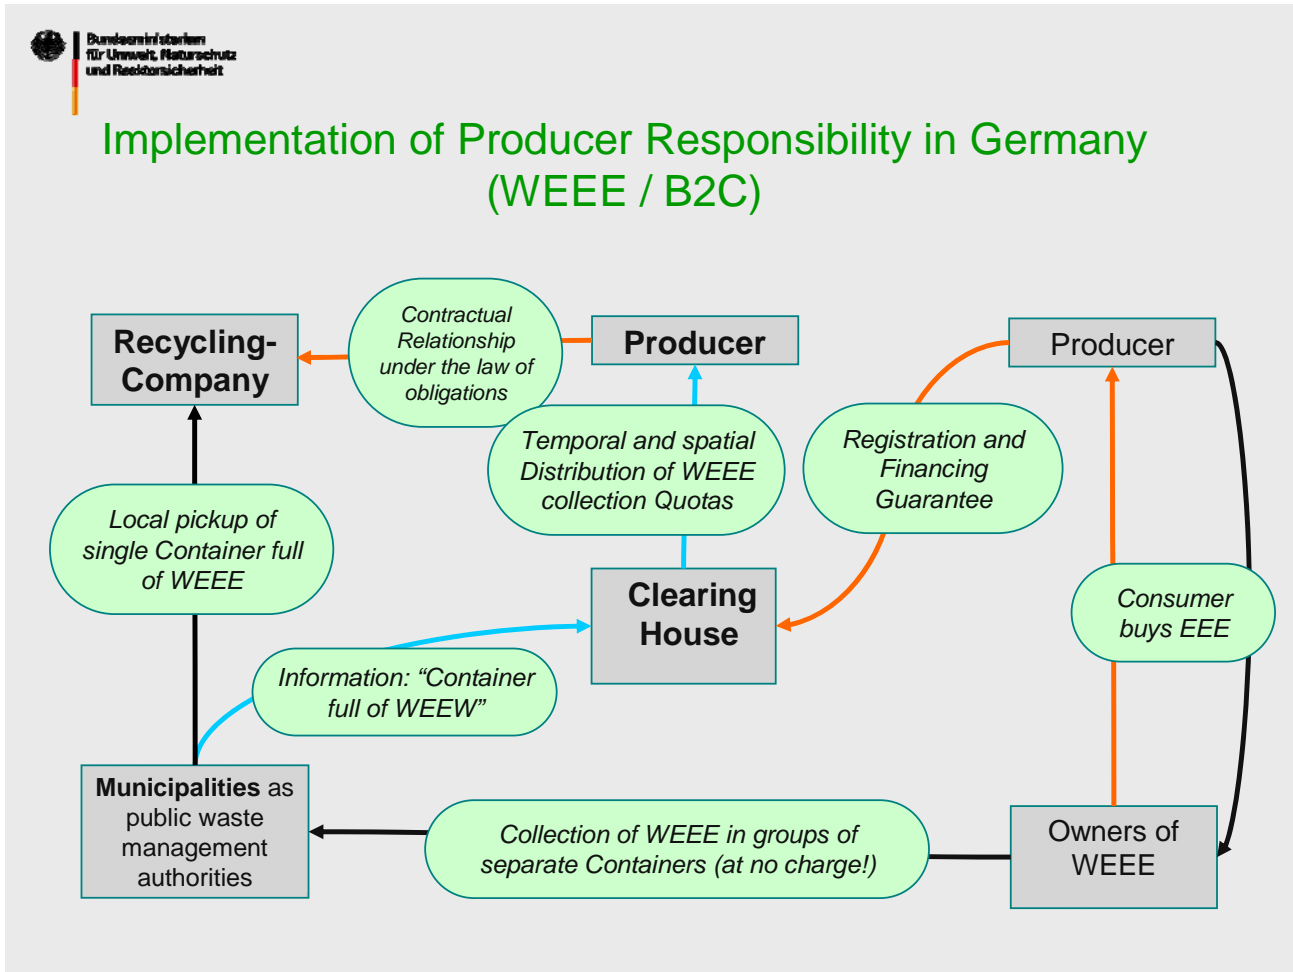 Bundesministerium
für Umwelt, Naturschutz
und Reaktorsicherheit
Implementation of Producer Responsibility in Germany
(WEEE / B2C)
Contractual
Relationship
under the law of
obligations
Recycling-
Company
Producer
Producer
Temporal and spatial
Distribution of WEEE
collection Quotas
Registration and
Financing
Guarantee
Local pickup of
single Container full
of WEEE
Clearing
House
Consumer
buys EEE
Information: “Container
full of WEEW”
Municipalities as
public waste
management
authorities
Collection of WEEE in groups of
separate Containers (at no charge!)
Owners of
WEEE